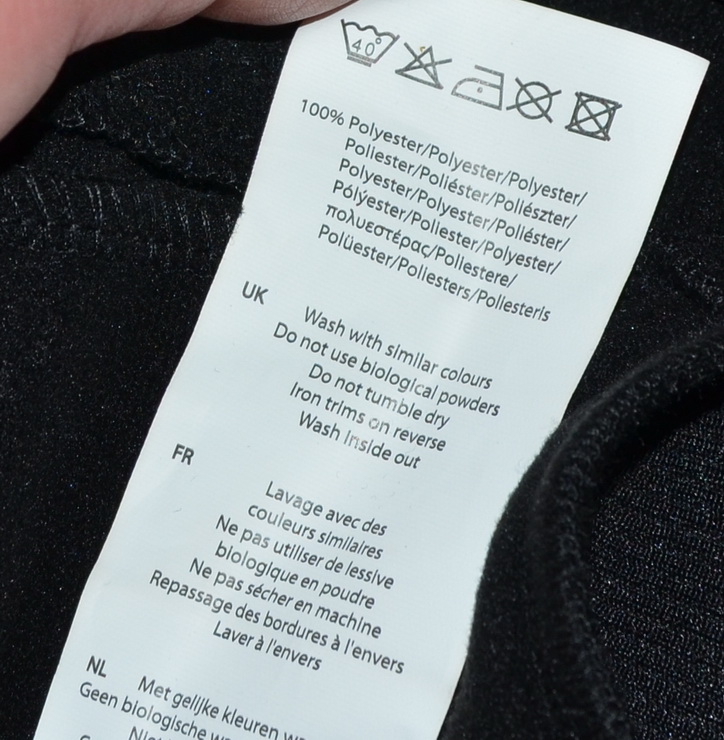 40°
100% Polyester/Polyester/Polyester/
Poliester/Poliéster/Poliészter/
Polyester/Polyester/Poliéster/
Pólýester/Poliester/Polyester/
πολυεστέρας/Poliestere/
Polüester/Poliesters/Poliesteris
UK
Wash with similar colours
Do not use biological powders
Do not tumble dry
Iron trims on reverse
Wash inside out
FR
Lavage avec des
couleurs similaires
Ne pas utiliser de lessive
biologique en poudre
Ne pas sécher en machine
Repassage des bordures à l'envers
Laver à l'envers
NL
Met gelijke kleuren
Geen biologische